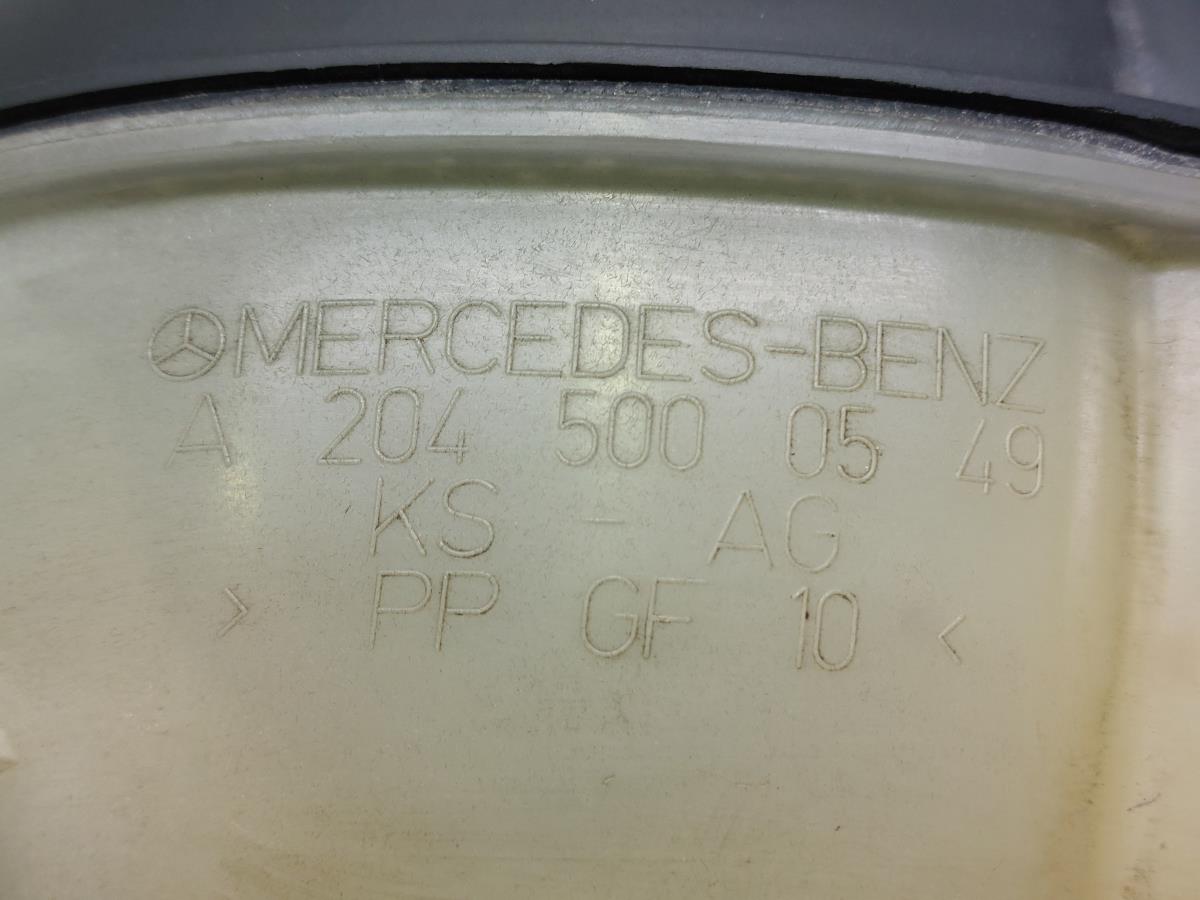 MERCEDES-BENZ
A 204 500 05 49
KS - AG
> PP GF 10 <